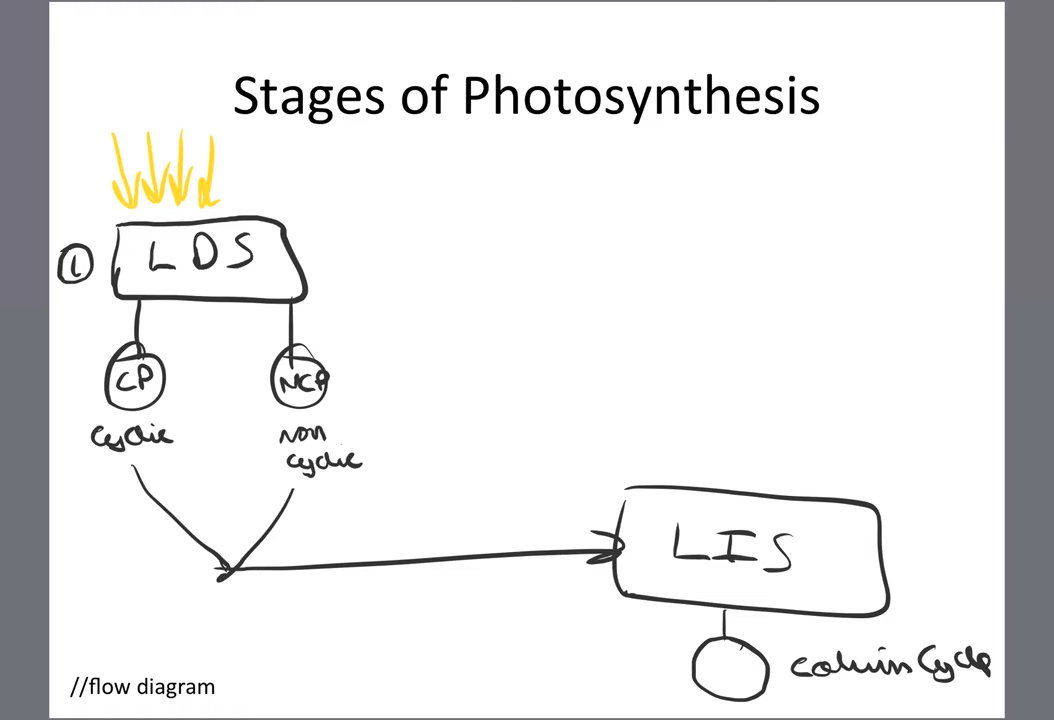 Stages of Photosynthesis
1
LDS
CP
NCP
cyclic
non
cyclic
LIS
calvin cycle
//flow diagram